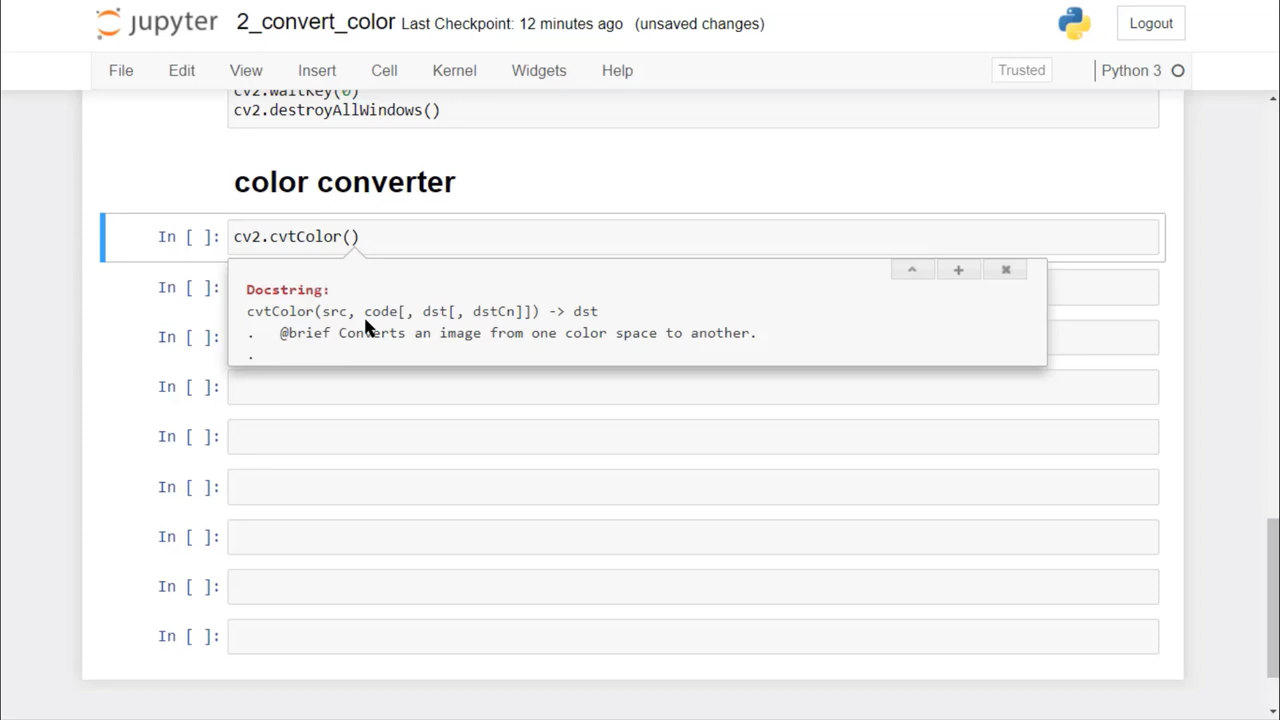 jupyter 2_convert_color Last Checkpoint: 12 minutes ago (unsaved changes) Logout
File Edit View Insert Cell Kernel Widgets Help Trusted Python 3
cv2.waitKey(0)
cv2.destroyAllWindows()
color converter
In [ ]: cv2.cvtColor()
Docstring:
In [ ]:
cvtColor(src, code[, dst[, dstCn]]) -> dst
. @brief Converts an image from one color space to another.
In [ ]:
.
In [ ]:
In [ ]:
In [ ]:
In [ ]:
In [ ]:
In [ ]: